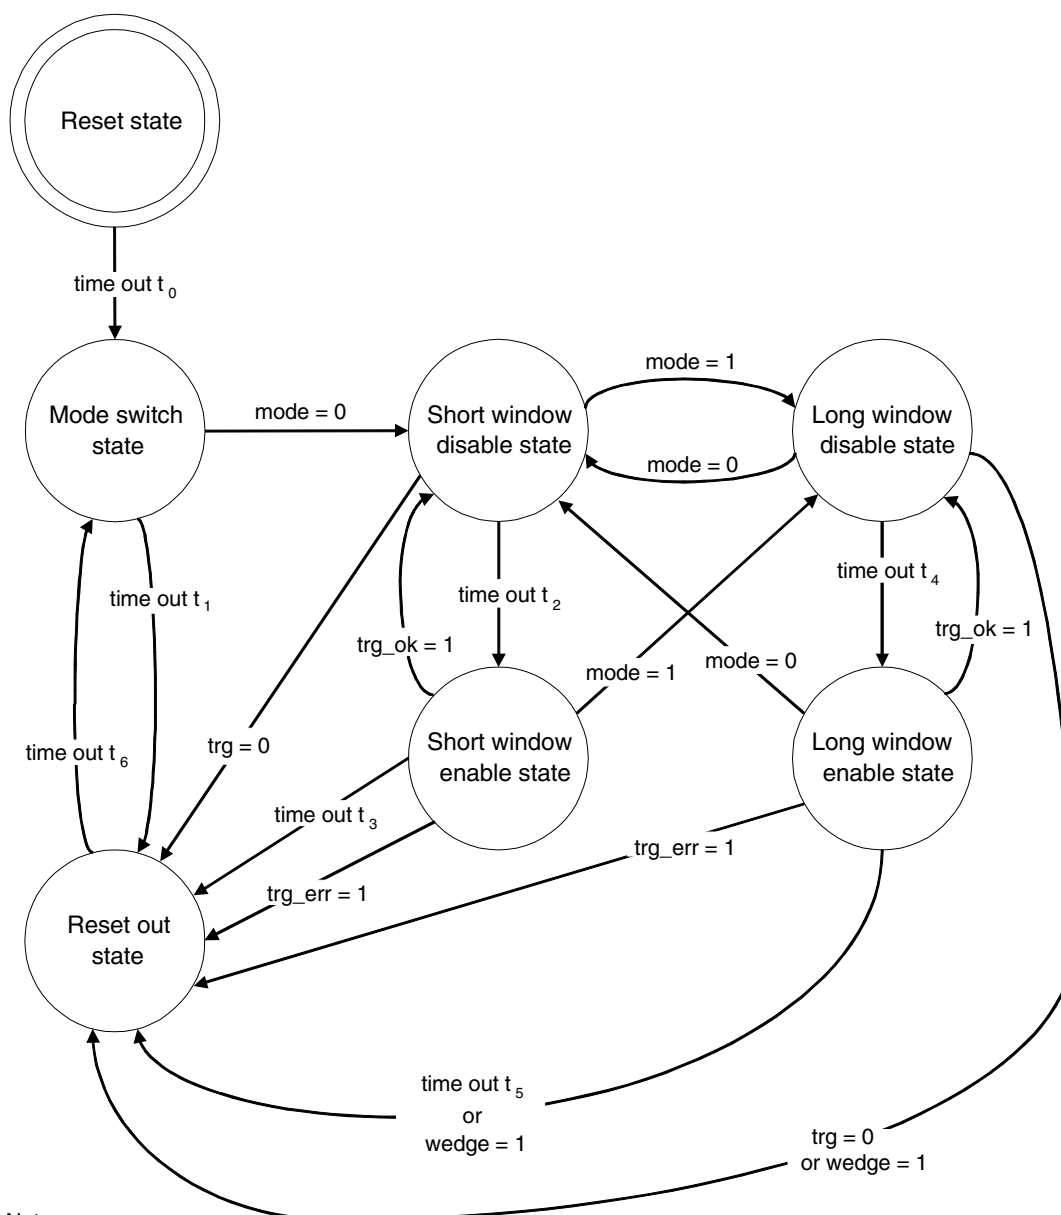 Reset state
time out t 0
mode = 1
Mode switch
state
mode = 0
Short window
disable state
Long window
disable state
mode = 0
time out t 1
time out t 2
time out t 4
trg_ok = 1
trg_ok = 1
mode = 1
mode = 0
time out t 6
trg = 0
Short window
enable state
Long window
enable state
time out t 3
trg_err = 1
trg_err = 1
Reset out
state
time out t 5
or
wedge = 1
trg = 0
or wedge = 1